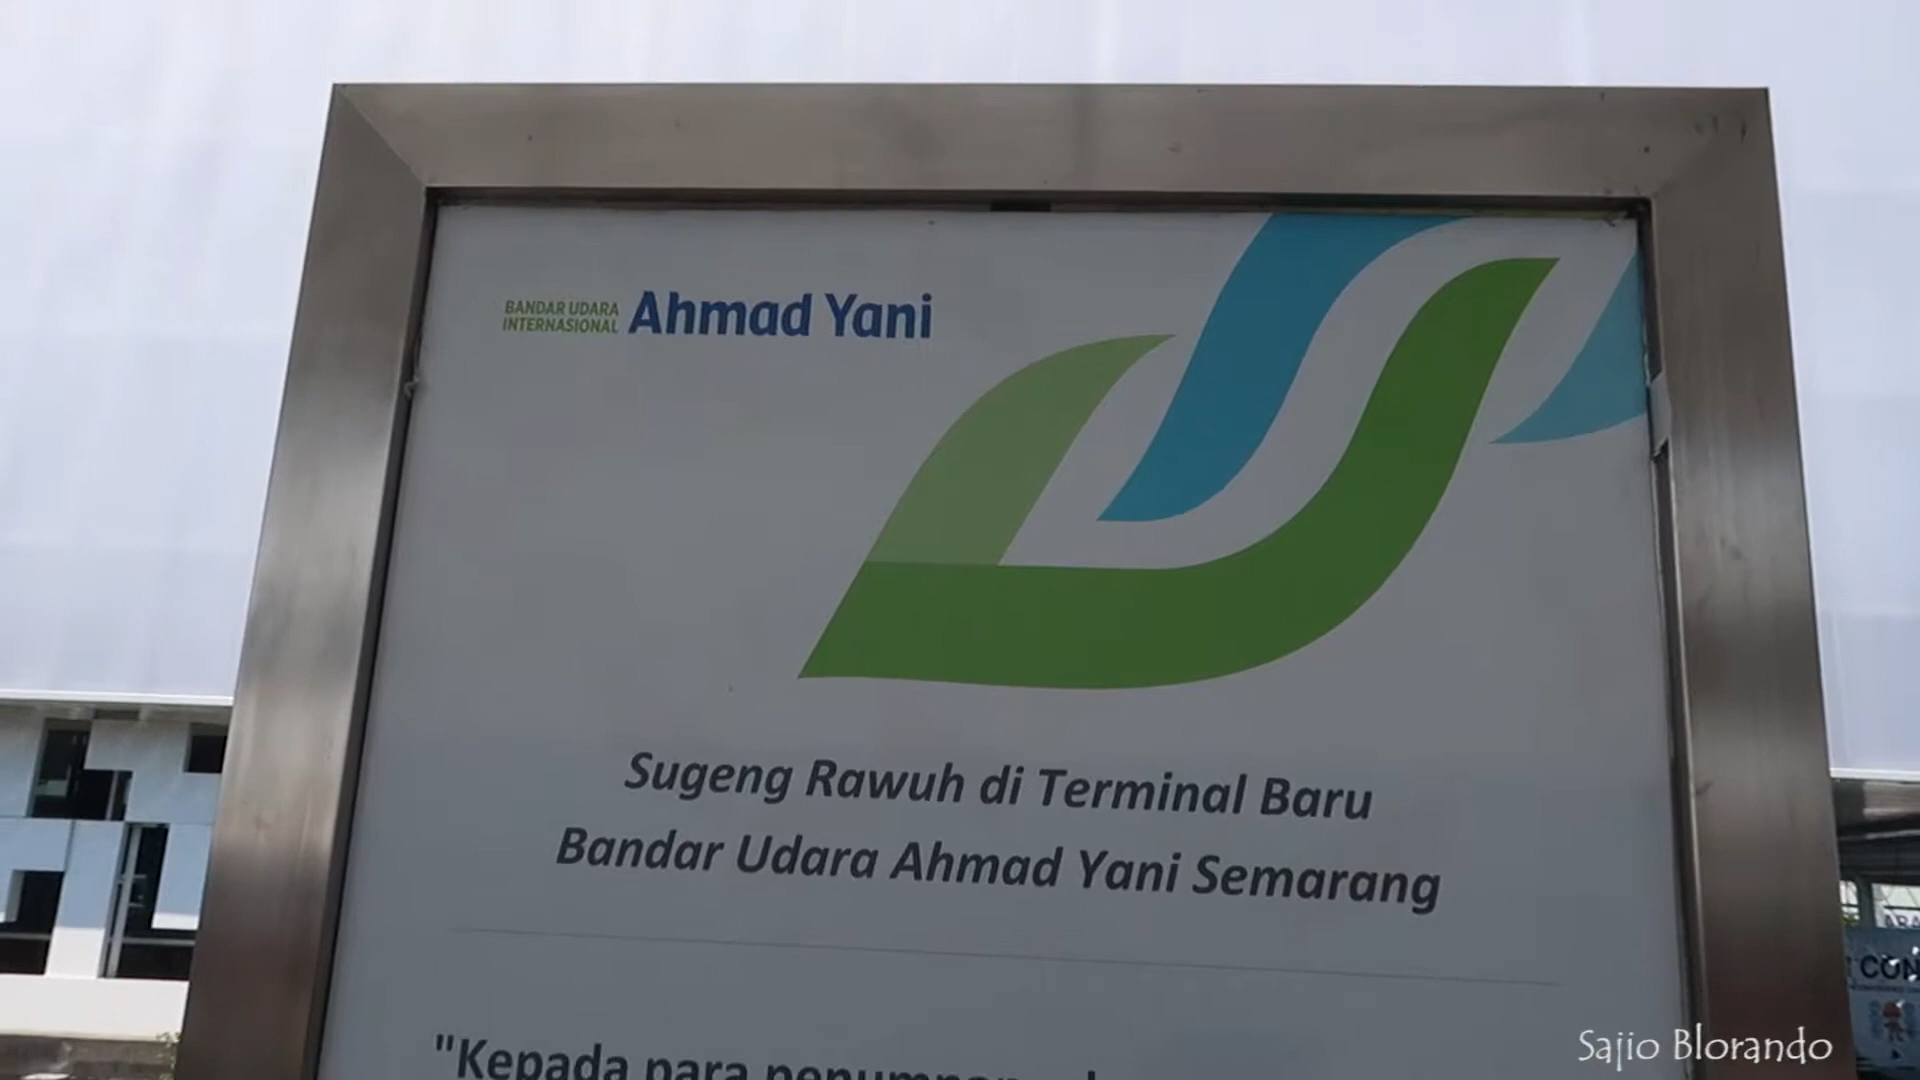 BANDAR UDARA
INTERNASIONAL
Ahmad Yani
Sugeng Rawuh di Terminal Baru
Bandar Udara Ahmad Yani Semarang
"Kepada para
CON
Sajio Blorando